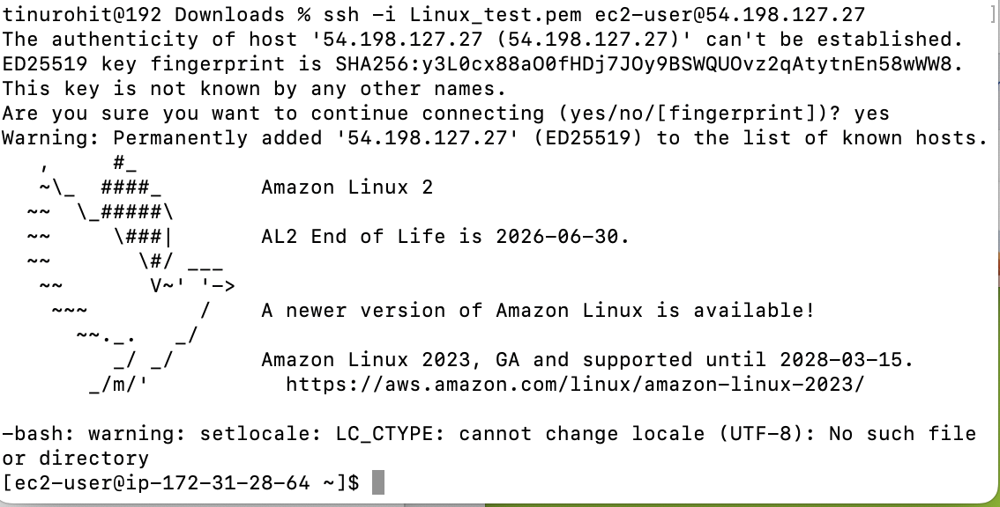 tinurohit@192 Downloads % ssh -i Linux_test.pem ec2-user@54.198.127.27 ]
The authenticity of host '54.198.127.27 (54.198.127.27)' can't be established.
ED25519 key fingerprint is SHA256:y3L0cx88aO0fHDj7JOy9BSWQUOvz2qAtytnEn58wWW8.
This key is not known by any other names.
Are you sure you want to continue connecting (yes/no/[fingerprint])? yes
Warning: Permanently added '54.198.127.27' (ED25519) to the list of known hosts.
   ,     #_
   ~\_  ####_        Amazon Linux 2
  ~~  \_#####\
  ~~     \###|       AL2 End of Life is 2026-06-30.
  ~~       \#/ ___
   ~~       V~' '->
    ~~~         /    A newer version of Amazon Linux is available!
      ~~._.   _/
         _/ _/       Amazon Linux 2023, GA and supported until 2028-03-15.
       _/m/'           https://aws.amazon.com/linux/amazon-linux-2023/

-bash: warning: setlocale: LC_CTYPE: cannot change locale (UTF-8): No such file
or directory
[ec2-user@ip-172-31-28-64 ~]$